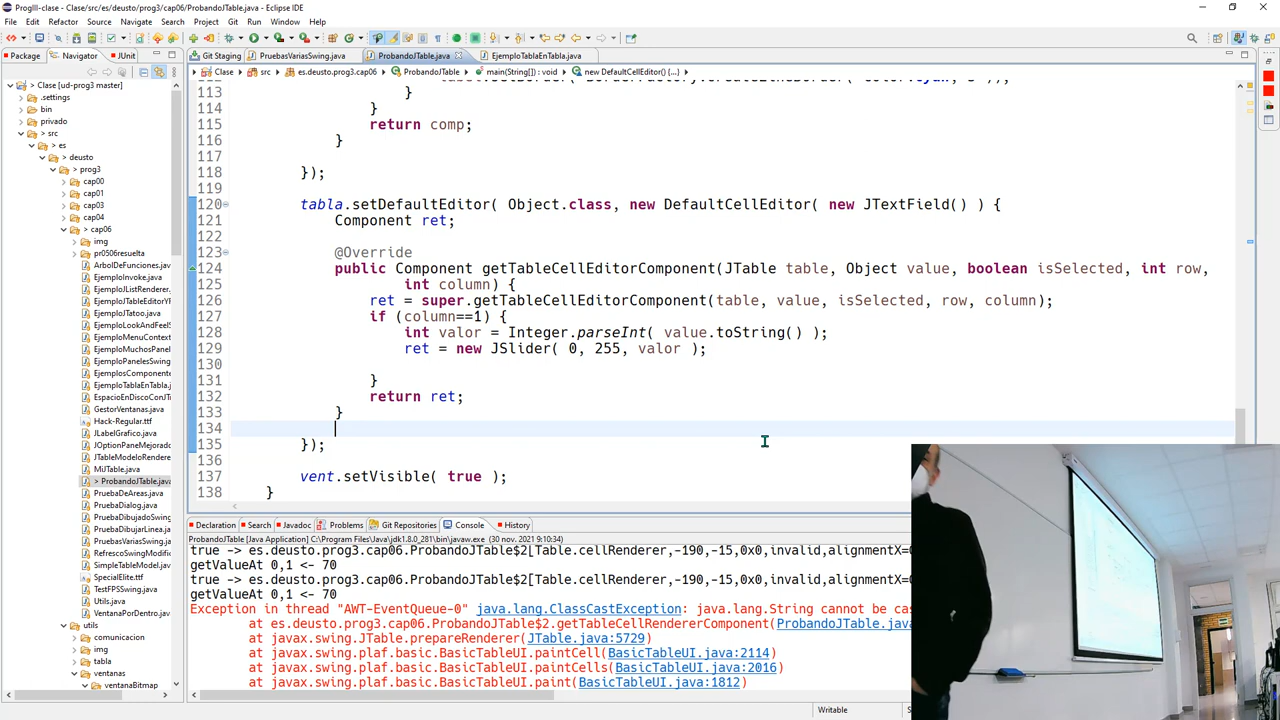 ProgIII-clase - Clase/src/es/deusto/prog3/cap06/ProbandoJTable.java - Eclipse IDE
File Edit Refactor Source Navigate Search Project Git Run Window Help
Package Navigator JUnit
Git Staging PruebasVariasSwing.java ProbandoJTable.java EjemploTablaEnTabla.java
Clase src es.deusto.prog3.cap06 ProbandoJTable main(String[]) : void new DefaultCellEditor() {...}
> Clase [ud-prog3 master]
.settings
bin
privado
> src
> es
> deusto
> prog3
cap00
cap01
cap03
cap04
> cap06
img
pr0506resuelta
ArbolDeFunciones.java
EjemploInvoke.java
EjemploJListRenderer.j
EjemploJTableEditorYF
EjemploJTatoo.java
EjemploLookAndFeelS
EjemploMenuContext
EjemploMuchosPanel
EjemploPanelesSwing
EjemplosComponente
EjemploTablaEnTabla.j
EspacioEnDiscoConJT
GestorVentanas.java
Hack-Regular.ttf
JLabelGrafico.java
JOptionPaneMejorado
JTableModeloRendere
MiJTable.java
> ProbandoJTable.java
PruebaDeAreas.java
PruebaDialog.java
PruebaDibujadoSwing
PruebaDibujarLinea.jav
PruebasVariasSwing.ja
RefrescoSwingModific
SimpleTableModel.java
SpecialElite.ttf
TestFPSSwing.java
Utils.java
VentanaPorDentro.jav
utils
comunicacion
img
tabla
ventanas
ventanaBitmap
113 }
114 }
115 return comp;
116 }
117
118 });
119
120 tabla.setDefaultEditor( Object.class, new DefaultCellEditor( new JTextField() ) {
121 Component ret;
122
123 @Override
124 public Component getTableCellEditorComponent(JTable table, Object value, boolean isSelected, int row,
125 int column) {
126 ret = super.getTableCellEditorComponent(table, value, isSelected, row, column);
127 if (column==1) {
128 int valor = Integer.parseInt( value.toString() );
129 ret = new JSlider( 0, 255, valor );
130
131 }
132 return ret;
133 }
134
135 });
136
137 vent.setVisible( true );
138 }
Declaration Search Javadoc Problems Git Repositories Console History
ProbandoJTable [Java Application] C:\Program Files\Java\jdk1.8.0_281\bin\javaw.exe (30 nov. 2021 9:10:34)
true -> es.deusto.prog3.cap06.ProbandoJTable$2[Table.cellRenderer,-190,-15,0x0,invalid,alignmentX=
getValueAt 0,1 <- 70
true -> es.deusto.prog3.cap06.ProbandoJTable$2[Table.cellRenderer,-190,-15,0x0,invalid,alignmentX=
getValueAt 0,1 <- 70
Exception in thread "AWT-EventQueue-0" java.lang.ClassCastException: java.lang.String cannot be ca
at es.deusto.prog3.cap06.ProbandoJTable$2.getTableCellRendererComponent(ProbandoJTable.java
at javax.swing.JTable.prepareRenderer(JTable.java:5729)
at javax.swing.plaf.basic.BasicTableUI.paintCell(BasicTableUI.java:2114)
at javax.swing.plaf.basic.BasicTableUI.paintCells(BasicTableUI.java:2016)
at javax.swing.plaf.basic.BasicTableUI.paint(BasicTableUI.java:1812)
Writable